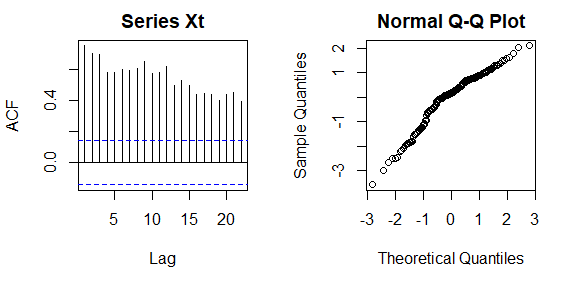 Series Xt
ACF
0.4
0.0
5
10
15
20
Lag
Normal Q-Q Plot
Sample Quantiles
2
1
-1
-3
-3
-2
-1
0
1
2
3
Theoretical Quantiles